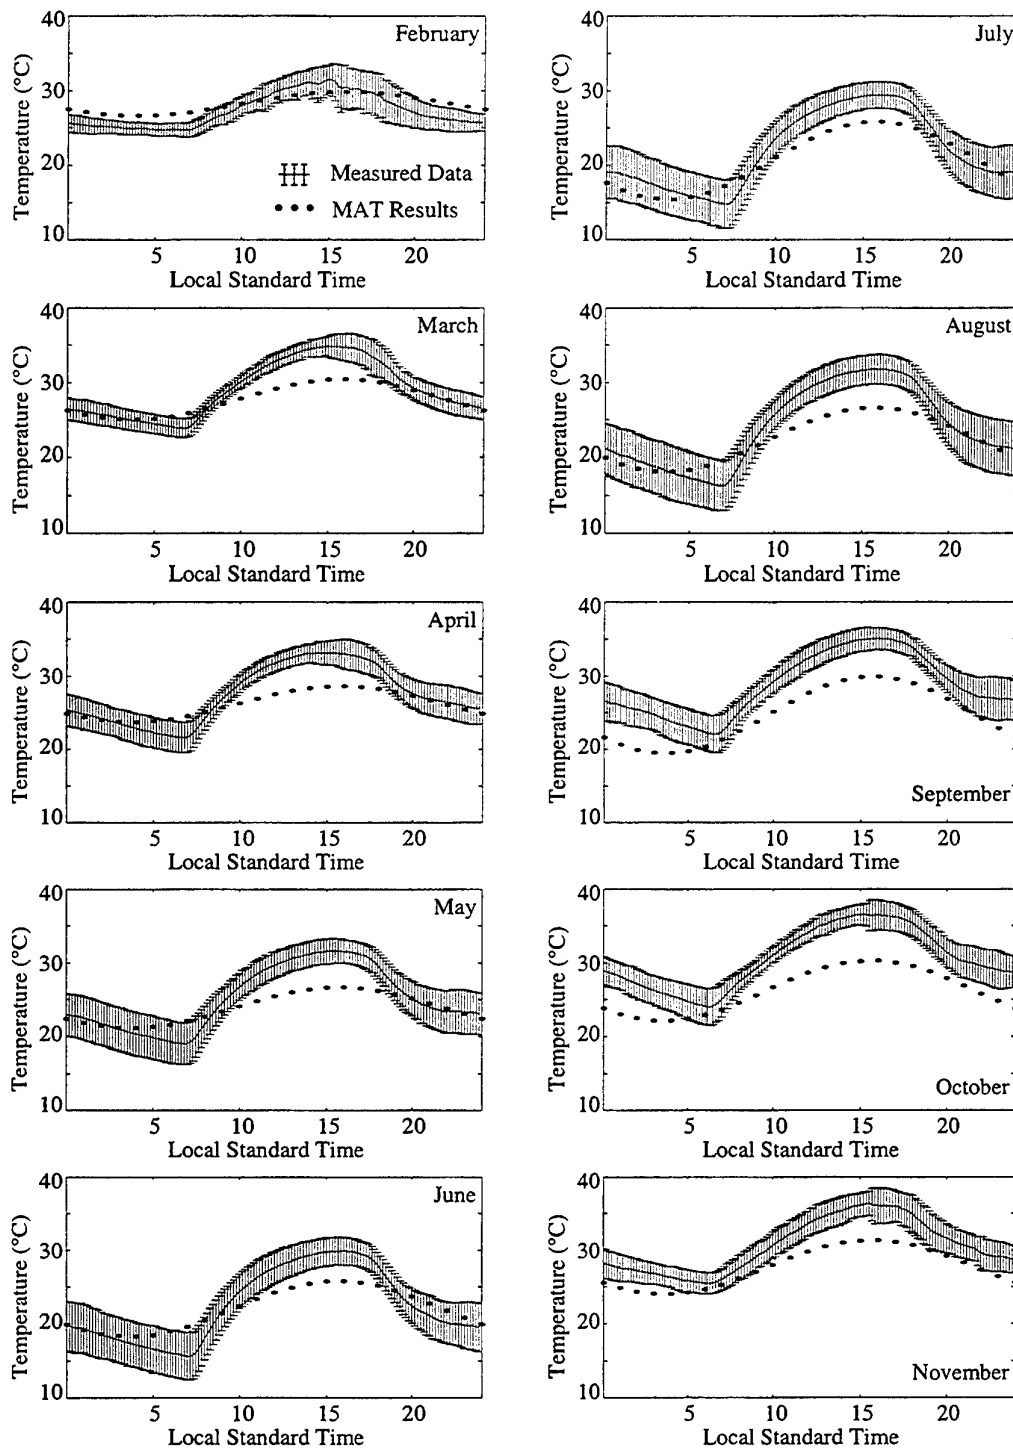 40
30
20
10
Temperature (°C)
February
Measured Data
MAT Results
5
10
15
20
Local Standard Time
40
30
20
10
Temperature (°C)
July
5
10
15
20
Local Standard Time
40
30
20
10
Temperature (°C)
March
5
10
15
20
Local Standard Time
40
30
20
10
Temperature (°C)
August
5
10
15
20
Local Standard Time
40
30
20
10
Temperature (°C)
April
5
10
15
20
Local Standard Time
40
30
20
10
Temperature (°C)
September
5
10
15
20
Local Standard Time
40
30
20
10
Temperature (°C)
May
5
10
15
20
Local Standard Time
40
30
20
10
Temperature (°C)
October
5
10
15
20
Local Standard Time
40
30
20
10
Temperature (°C)
June
5
10
15
20
Local Standard Time
40
30
20
10
Temperature (°C)
November
5
10
15
20
Local Standard Time